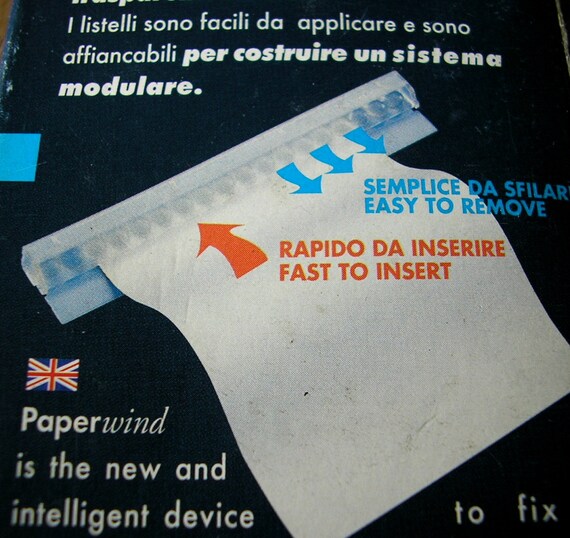 I listelli sono facili da applicare e sono
affiancabili per costruire un sistema
modulare.
SEMPLICE DA SFILAR
EASY TO REMOVE
RAPIDO DA INSERIRE
FAST TO INSERT
Paperwind
is the new and
intelligent device to fix